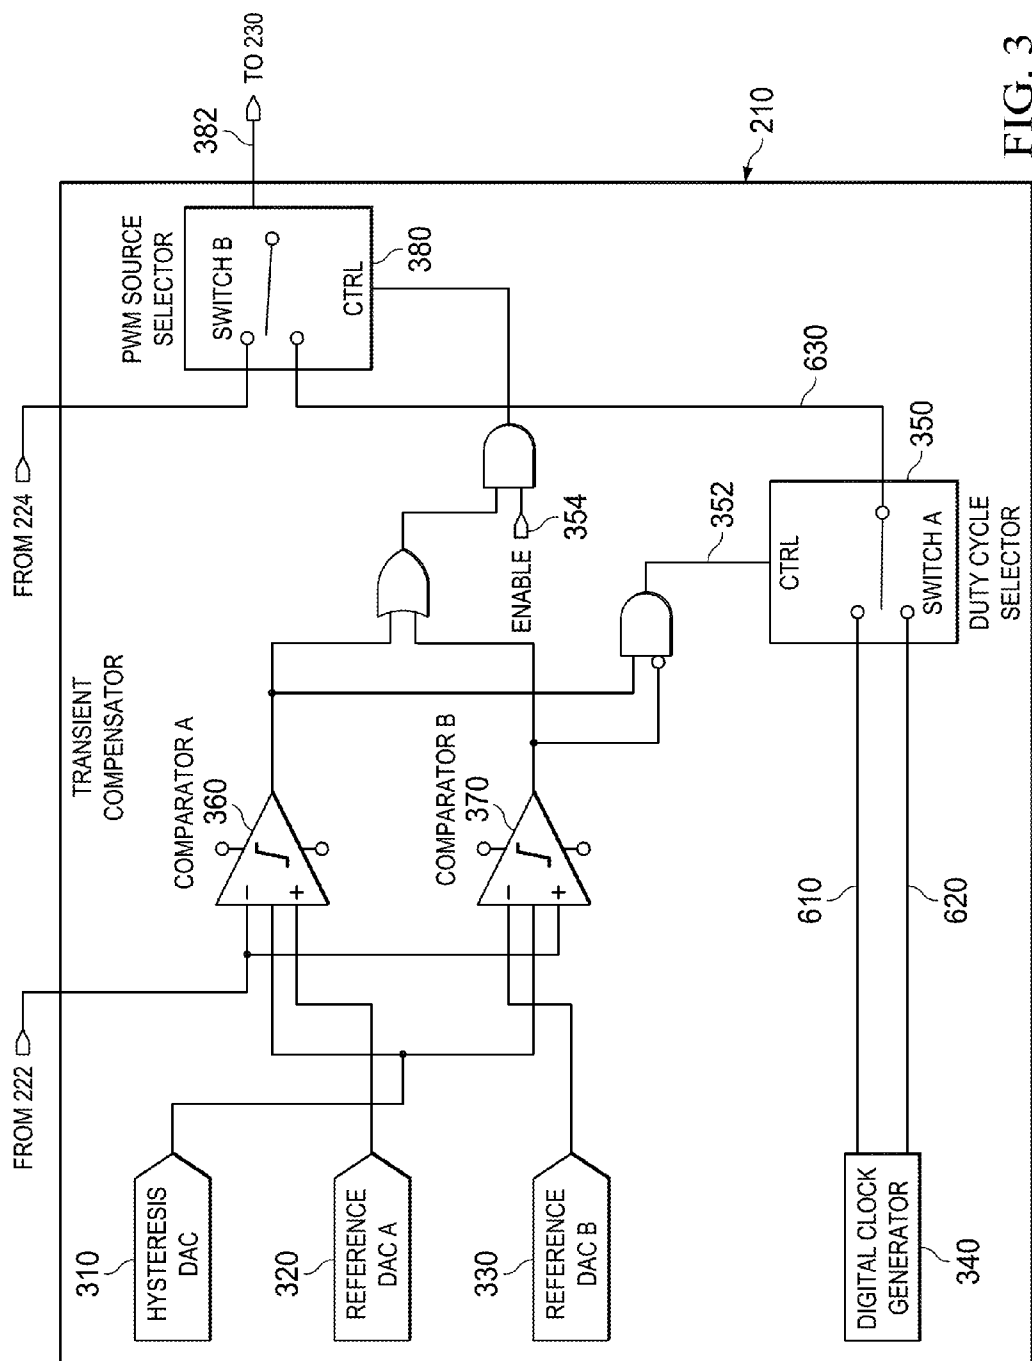 FROM 222
FROM 224
TRANSIENT
COMPENSATOR
PWM SOURCE
SELECTOR
SWITCH B
CTRL
380
382
TO 230
310
HYSTERESIS
DAC
COMPARATOR A
360
-
+
320
REFERENCE
DAC A
COMPARATOR B
370
-
+
330
REFERENCE
DAC B
ENABLE
354
352
630
350
CTRL
SWITCH A
DUTY CYCLE
SELECTOR
610
620
DIGITAL CLOCK
GENERATOR
340
210
FIG. 3